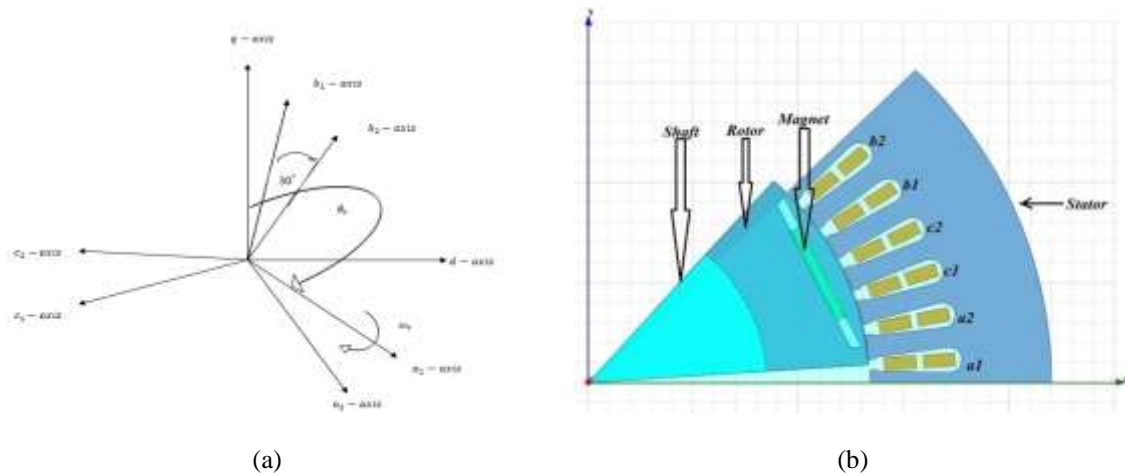 q − axis
b₁ − axis
b₂ − axis
30°
θᵣ
c₂ − axis
c₁ − axis
d − axis
ωᵣ
a₂ − axis
a₁ − axis
y
Shaft
Rotor
Magnet
b2
b1
c2
c1
a2
a1
Stator
(a)
(b)